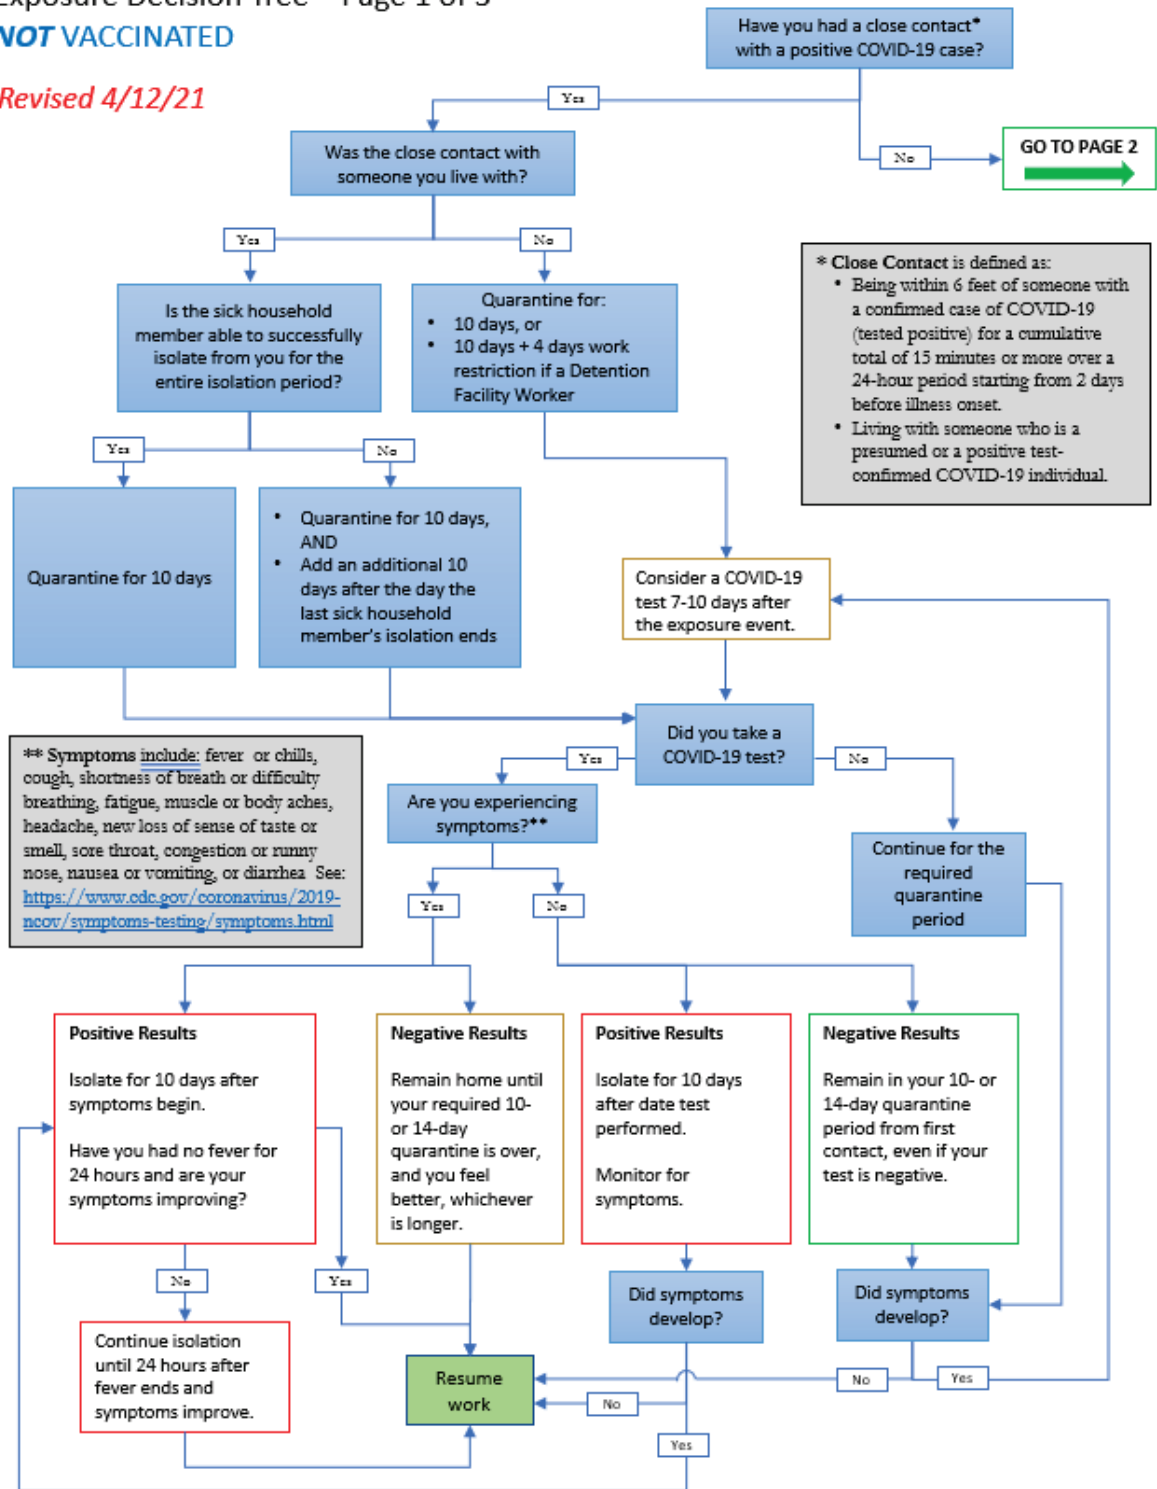 Exposure Decision Tree – Page 1 of 3
NOT VACCINATED
Revised 4/12/21
Have you had a close contact*
with a positive COVID-19 case?
Yes
No
GO TO PAGE 2
Was the close contact with
someone you live with?
Yes
No
* Close Contact is defined as:
• Being within 6 feet of someone with
a confirmed case of COVID-19
(tested positive) for a cumulative
total of 15 minutes or more over a
24-hour period starting from 2 days
before illness onset.
• Living with someone who is a
presumed or a positive test-
confirmed COVID-19 individual.
Is the sick household
member able to successfully
isolate from you for the
entire isolation period?
Quarantine for:
• 10 days, or
• 10 days + 4 days work
restriction if a Detention
Facility Worker
Yes
No
Quarantine for 10 days
• Quarantine for 10 days,
AND
• Add an additional 10
days after the day the
last sick household
member's isolation ends
Consider a COVID-19
test 7-10 days after
the exposure event.
Did you take a
COVID-19 test?
Yes
No
** Symptoms include: fever or chills,
cough, shortness of breath or difficulty
breathing, fatigue, muscle or body aches,
headache, new loss of sense of taste or
smell, sore throat, congestion or runny
nose, nausea or vomiting, or diarrhea See:
https://www.cdc.gov/coronavirus/2019-
ncov/symptoms-testing/symptoms.html
Are you experiencing
symptoms?**
Continue for the
required
quarantine
period
Yes
No
Positive Results
Isolate for 10 days after
symptoms begin.
Have you had no fever for
24 hours and are your
symptoms improving?
Negative Results
Remain home until
your required 10-
or 14-day
quarantine is over,
and you feel
better, whichever
is longer.
Positive Results
Isolate for 10 days
after date test
performed.
Monitor for
symptoms.
Negative Results
Remain in your 10- or
14-day quarantine
period from first
contact, even if your
test is negative.
No
Yes
Did symptoms
develop?
Did symptoms
develop?
Continue isolation
until 24 hours after
fever ends and
symptoms improve.
Resume
work
No
Yes
No
Yes